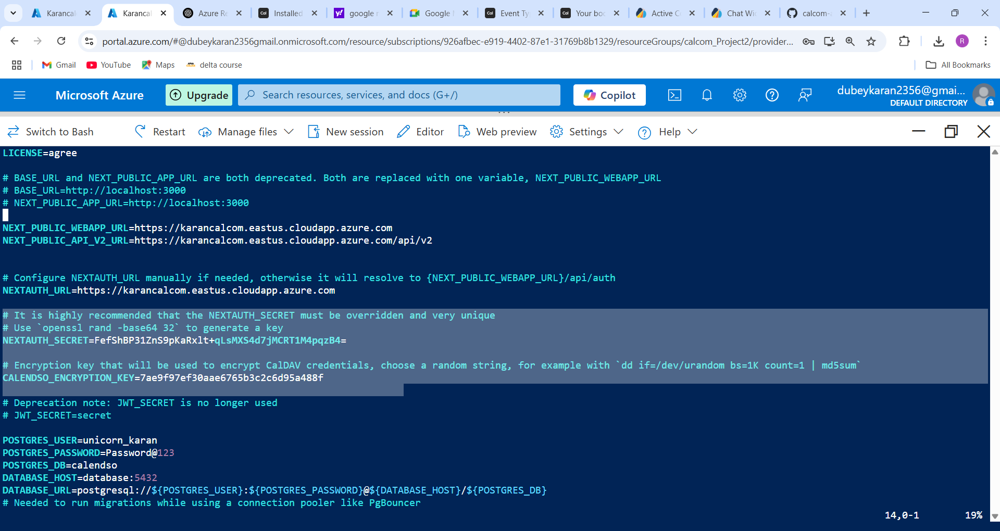 Karancal
Karancal
Azure Re
Installed
google r
Google
Event Ty
Your boo
Active C
Chat Wi
calcom-
portal.azure.com/#@dubeykaran2356gmail.onmicrosoft.com/resource/subscriptions/926afbec-e919-4402-87e1-31769b8b1329/resourceGroups/calcom_Project2/provider...
R
Gmail
YouTube
Maps
delta course
All Bookmarks
Microsoft Azure
Upgrade
Search resources, services, and docs (G+/)
Copilot
dubeykaran2356@gmai...
DEFAULT DIRECTORY
Switch to Bash
Restart
Manage files
New session
Editor
Web preview
Settings
Help
LICENSE=agree
# BASE_URL and NEXT_PUBLIC_APP_URL are both deprecated. Both are replaced with one variable, NEXT_PUBLIC_WEBAPP_URL
# BASE_URL=http://localhost:3000
# NEXT_PUBLIC_APP_URL=http://localhost:3000
NEXT_PUBLIC_WEBAPP_URL=https://karancalcom.eastus.cloudapp.azure.com
NEXT_PUBLIC_API_V2_URL=https://karancalcom.eastus.cloudapp.azure.com/api/v2
# Configure NEXTAUTH_URL manually if needed, otherwise it will resolve to {NEXT_PUBLIC_WEBAPP_URL}/api/auth
NEXTAUTH_URL=https://karancalcom.eastus.cloudapp.azure.com
# It is highly recommended that the NEXTAUTH_SECRET must be overridden and very unique
# Use `openssl rand -base64 32` to generate a key
NEXTAUTH_SECRET=FefShBP31ZnS9pKaRxlt+qLsMXS4d7jMCRT1M4pqzB4=
# Encryption key that will be used to encrypt CalDAV credentials, choose a random string, for example with `dd if=/dev/urandom bs=1K count=1 | md5sum`
CALENDSO_ENCRYPTION_KEY=7ae9f97ef30aae6765b3c2c6d95a488f
# Deprecation note: JWT_SECRET is no longer used
# JWT_SECRET=secret
POSTGRES_USER=unicorn_karan
POSTGRES_PASSWORD=Password@123
POSTGRES_DB=calendso
DATABASE_HOST=database:5432
DATABASE_URL=postgresql://${POSTGRES_USER}:${POSTGRES_PASSWORD}@${DATABASE_HOST}/${POSTGRES_DB}
# Needed to run migrations while using a connection pooler like PgBouncer
14,0-1 19%